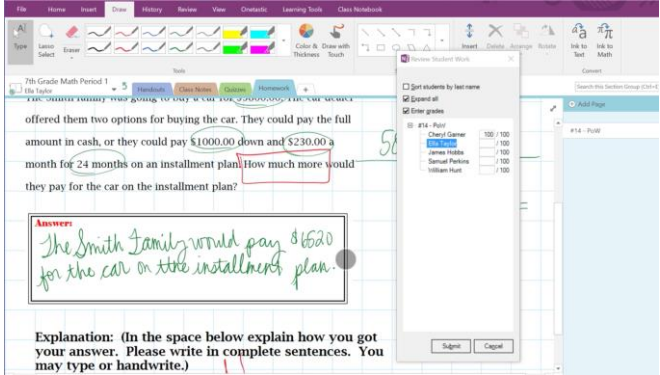 File Home Insert Draw History Review View Onetastic Learning Tools Class Notebook
Type Lasso Select Eraser Color & Thickness Draw with Touch Insert Delete Arrange Rotate Ink to Text Ink to Math
Tools Convert
7th Grade Math Period 1
Ella Taylor Handouts Class Notes Quizzes Homework +
Search this Section Group (Ctrl+E)
Add Page
#14 - PoW
offered them two options for buying the car. They could pay the full
amount in cash, or they could pay $1000.00 down and $230.00 a
month for 24 months on an installment plan. How much more would
they pay for the car on the installment plan?
Answer:
The Smith Family would pay $6520
for the car on tthe installment plan.
Explanation: (In the space below explain how you got
your answer. Please write in complete sentences. You
may type or handwrite.)
Review Student Work
Sort students by last name
Expand all
Enter grades
#14 - PoW
Cheryl Gamer 100 / 100
Ella Taylor / 100
James Hobbs / 100
Samuel Perkins / 100
William Hunt / 100
Submit Cancel